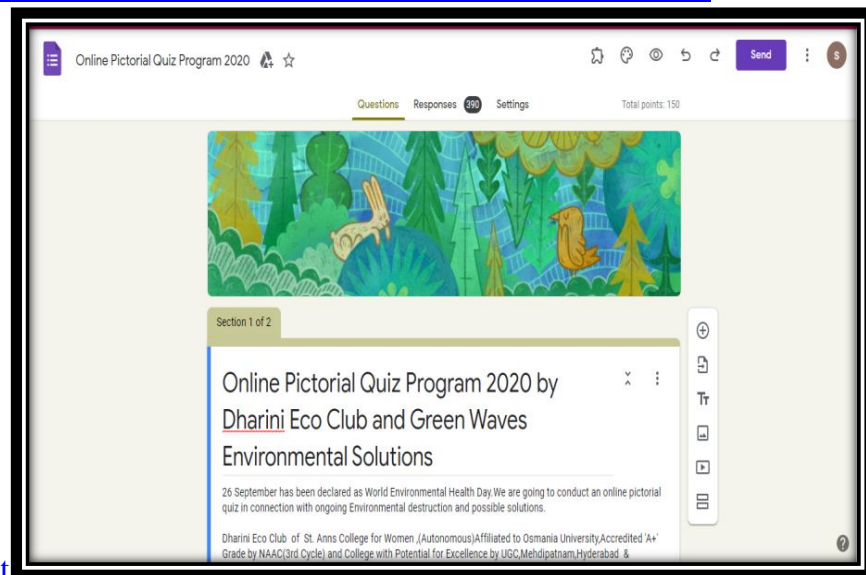 Online Pictorial Quiz Program 2020
Send
S
Questions Responses 390 Settings
Total points: 150
Section 1 of 2
Online Pictorial Quiz Program 2020 by
Dharini Eco Club and Green Waves
Environmental Solutions
Tт
26 September has been declared as World Environmental Health Day.We are going to conduct an online pictorial
quiz in connection with ongoing Environmental destruction and possible solutions.
Dharini Eco Club of St. Anns College for Women ,(Autonomous)Affiliated to Osmania University,Accredited 'A+'
Grade by NAAC(3rd Cycle) and College with Potential for Excellence by UGC,Mehdipatnam,Hyderabad &
t